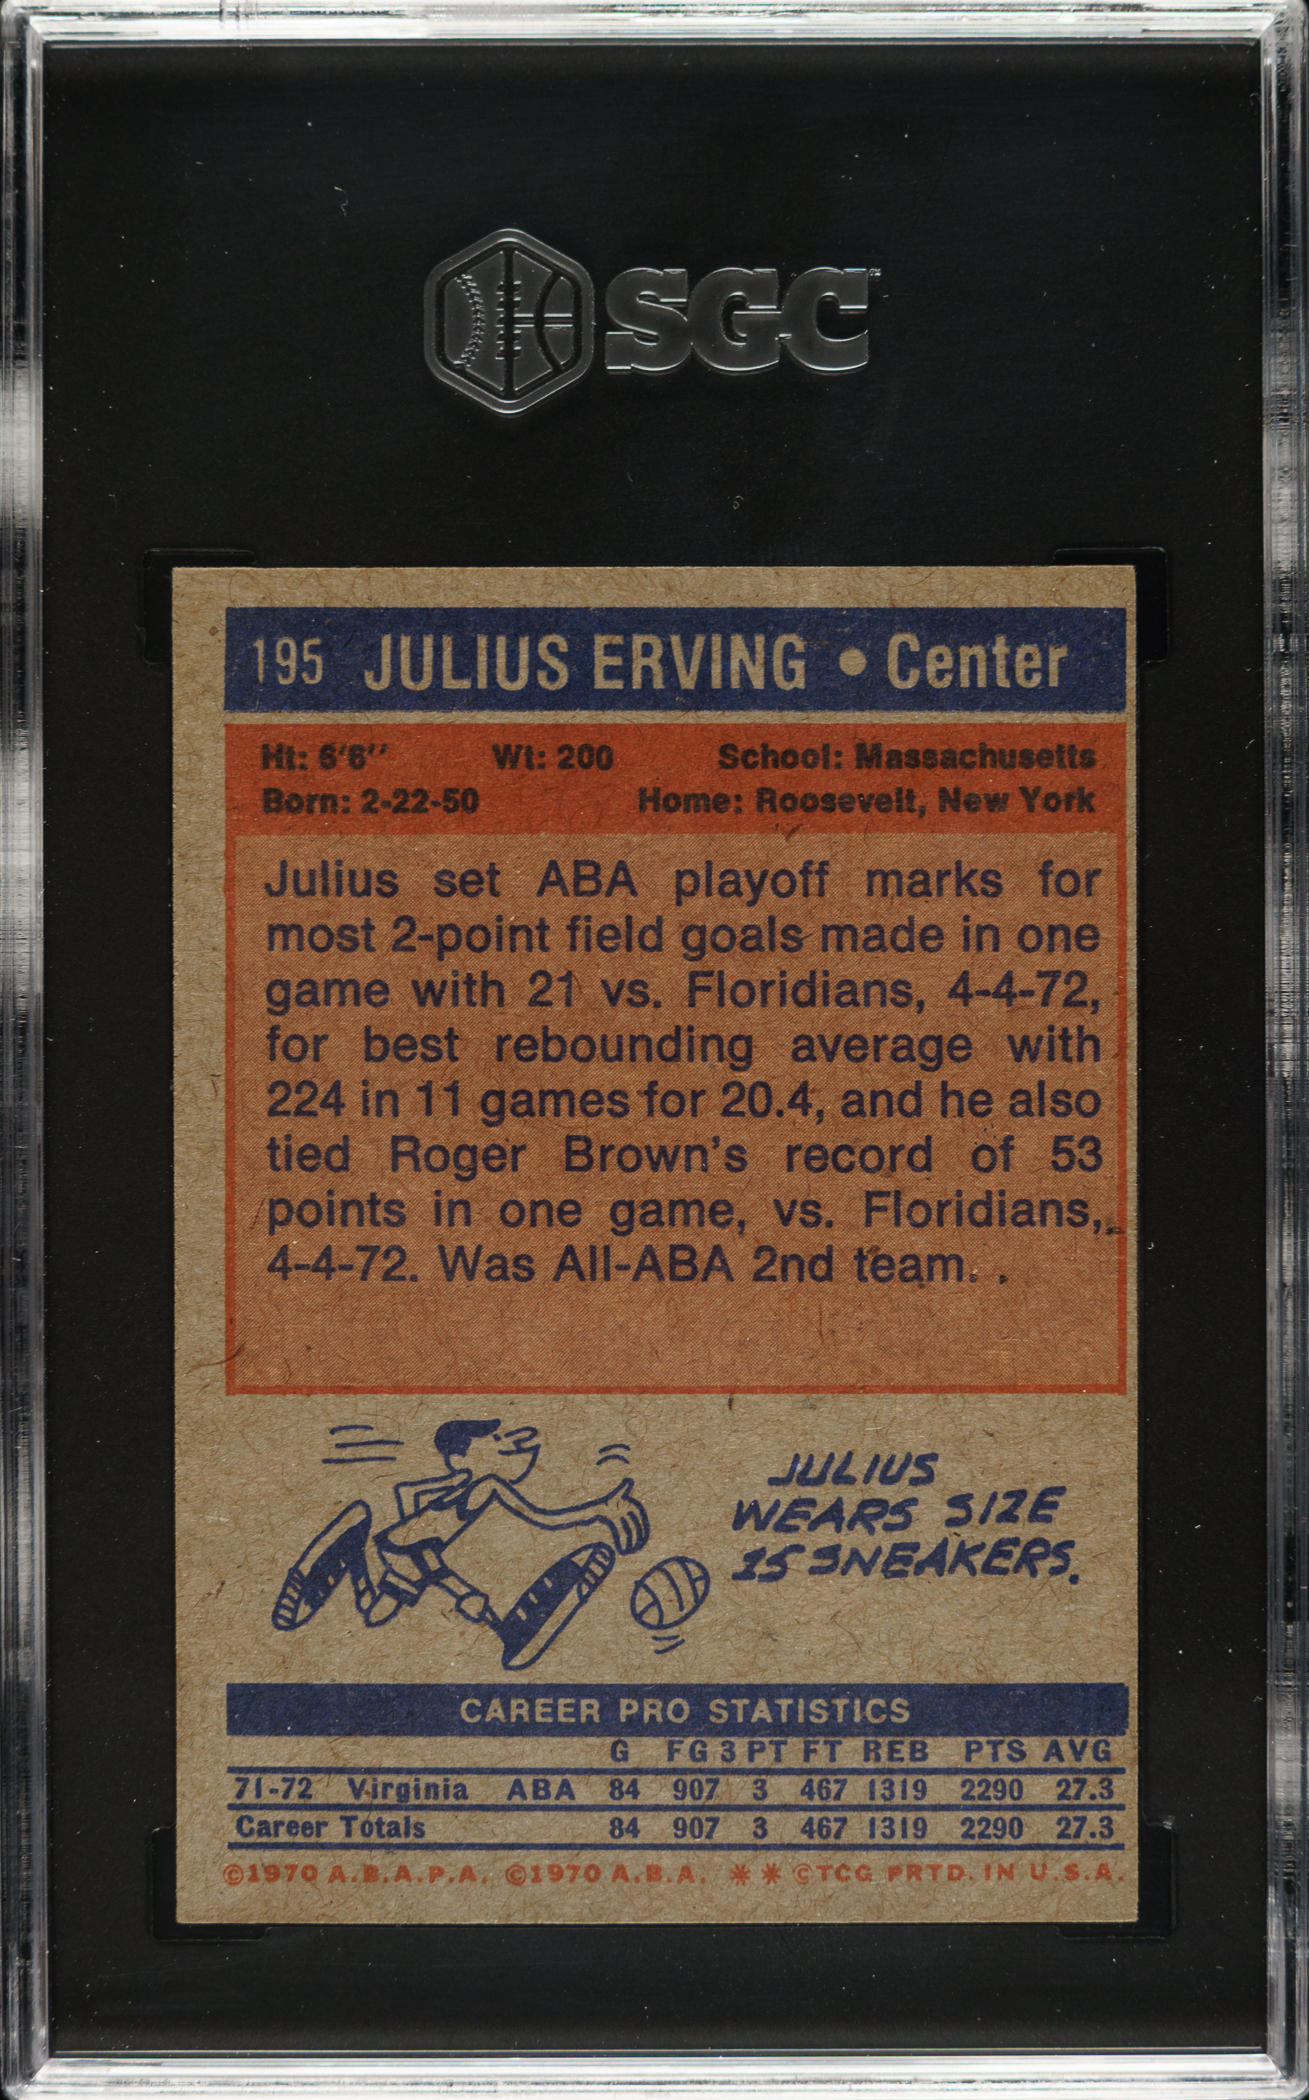 SGC
195 JULIUS ERVING • Center
Ht: 6'6'' Wt: 200 School: Massachusetts
Born: 2-22-50 Home: Roosevelt, New York
Julius set ABA playoff marks for
most 2-point field goals made in one
game with 21 vs. Floridians, 4-4-72,
for best rebounding average with
224 in 11 games for 20.4, and he also
tied Roger Brown's record of 53
points in one game, vs. Floridians,
4-4-72. Was All-ABA 2nd team.
JULIUS
WEARS SIZE
15 SNEAKERS.
CAREER PRO STATISTICS
G FG 3 PT FT REB PTS AVG
71-72 Virginia ABA 84 907 3 467 1319 2290 27.3
Career Totals 84 907 3 467 1319 2290 27.3
©1970 A.B.A.P.A. ©1970 A.B.A. ** ©TCG PRTD. IN U.S.A.